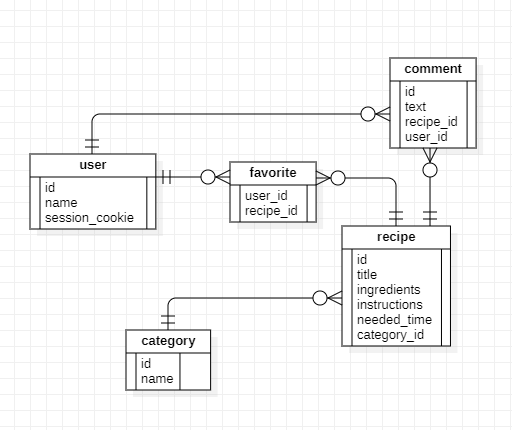 comment
id
text
recipe_id
user_id
user
id
name
session_cookie
favorite
user_id
recipe_id
recipe
id
title
ingredients
instructions
needed_time
category_id
category
id
name